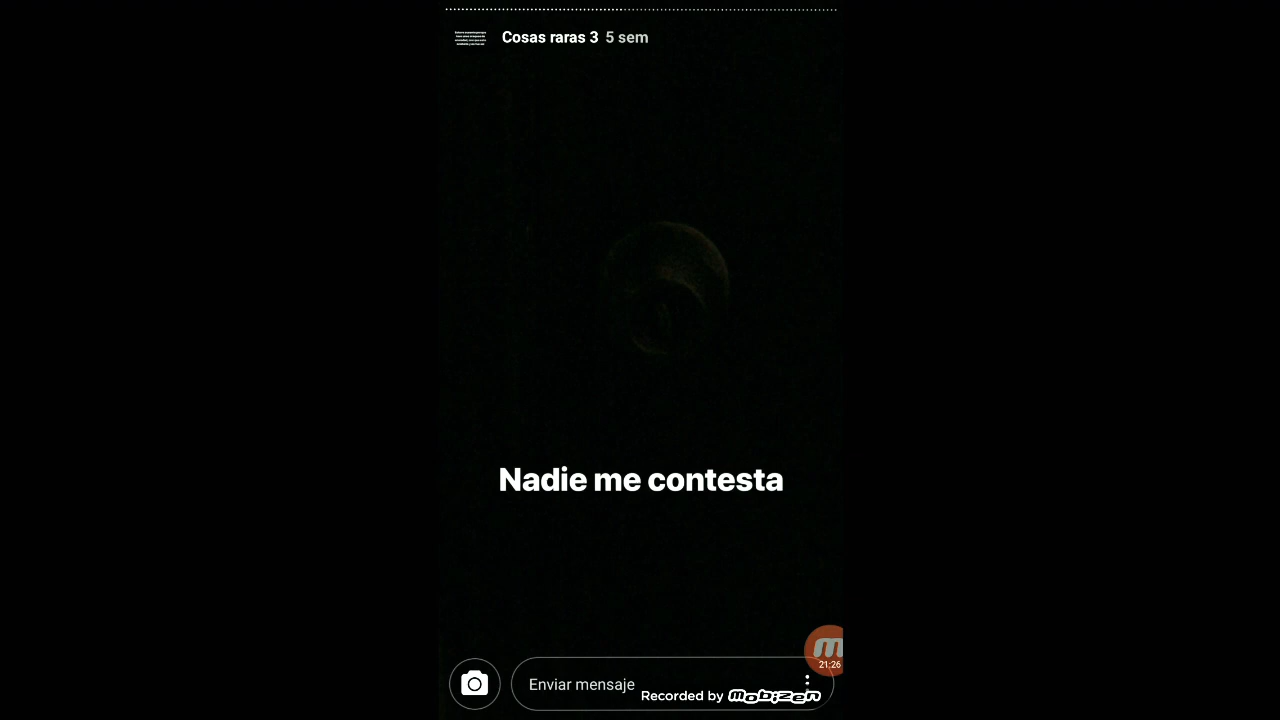 Cosas raras 3 5 sem
Nadie me contesta
21:26
Enviar mensaje
Recorded by Mobizen